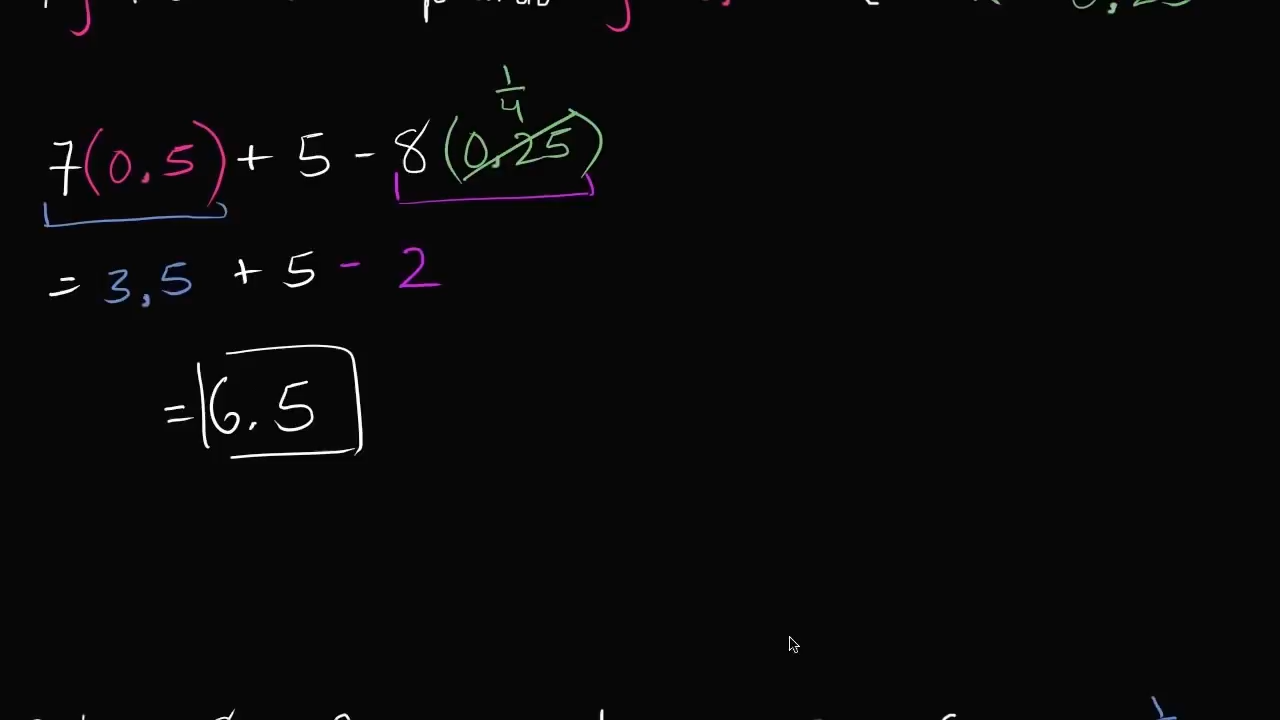 1/4
7(0,5) + 5 - 8(0,25)
= 3,5 + 5 - 2
= 6.5